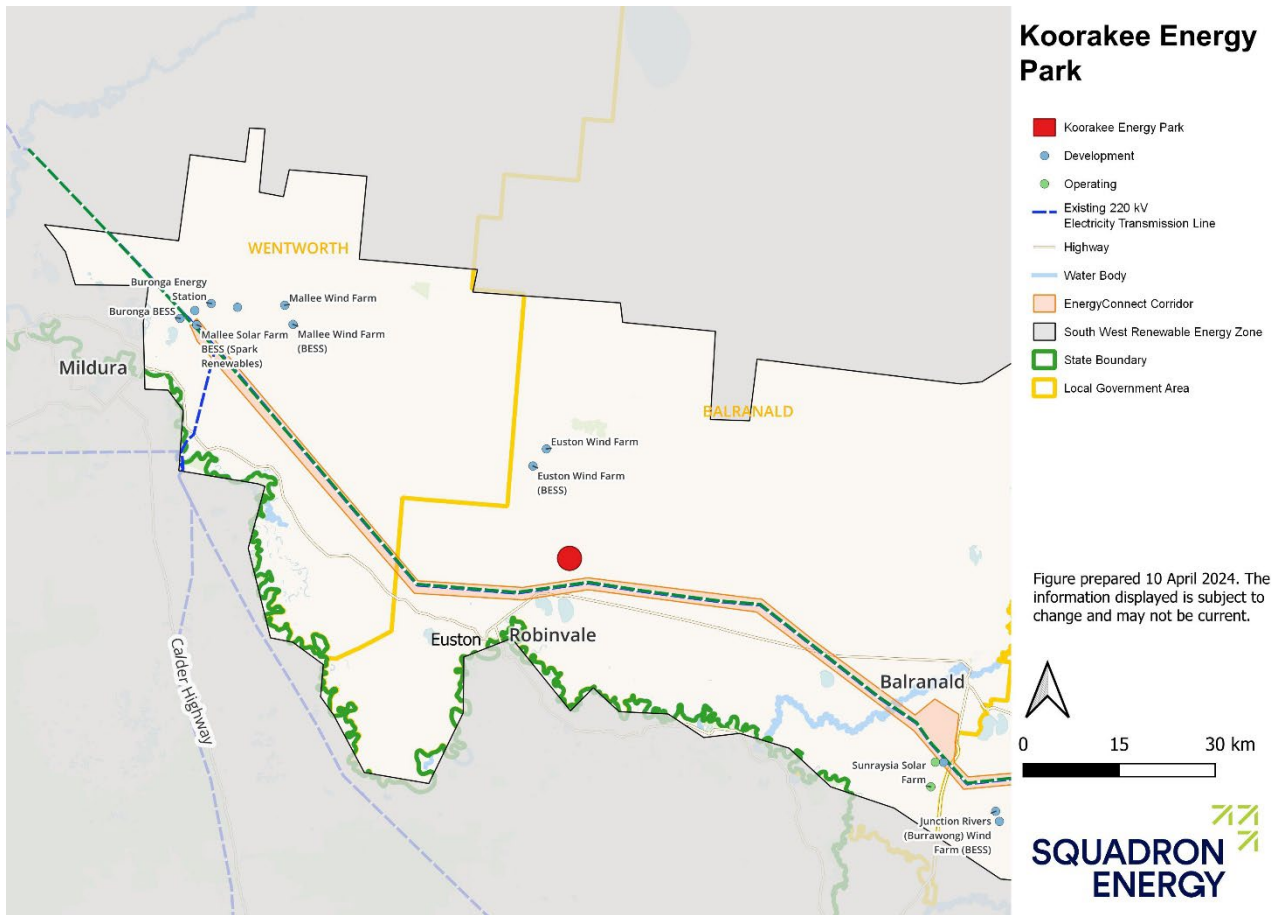 Koorakee Energy
Park
Koorakee Energy Park
Development
Operating
Existing 220 kV
Electricity Transmission Line
Highway
Water Body
EnergyConnect Corridor
South West Renewable Energy Zone
State Boundary
Local Government Area
WENTWORTH
Buronga Energy
Station
Mallee Wind Farm
Buronga BESS
Mallee Solar Farm
BESS (Spark
Renewables)
Mallee Wind Farm
(BESS)
Mildura
BALRANALD
Euston Wind Farm
Euston Wind Farm
(BESS)
Euston
Robinvale
Calder Highway
Balranald
Sunraysia Solar
Farm
Junction Rivers
(Burrawong) Wind
Farm (BESS)
Figure prepared 10 April 2024. The
information displayed is subject to
change and may not be current.
0 15 30 km
SQUADRON
ENERGY